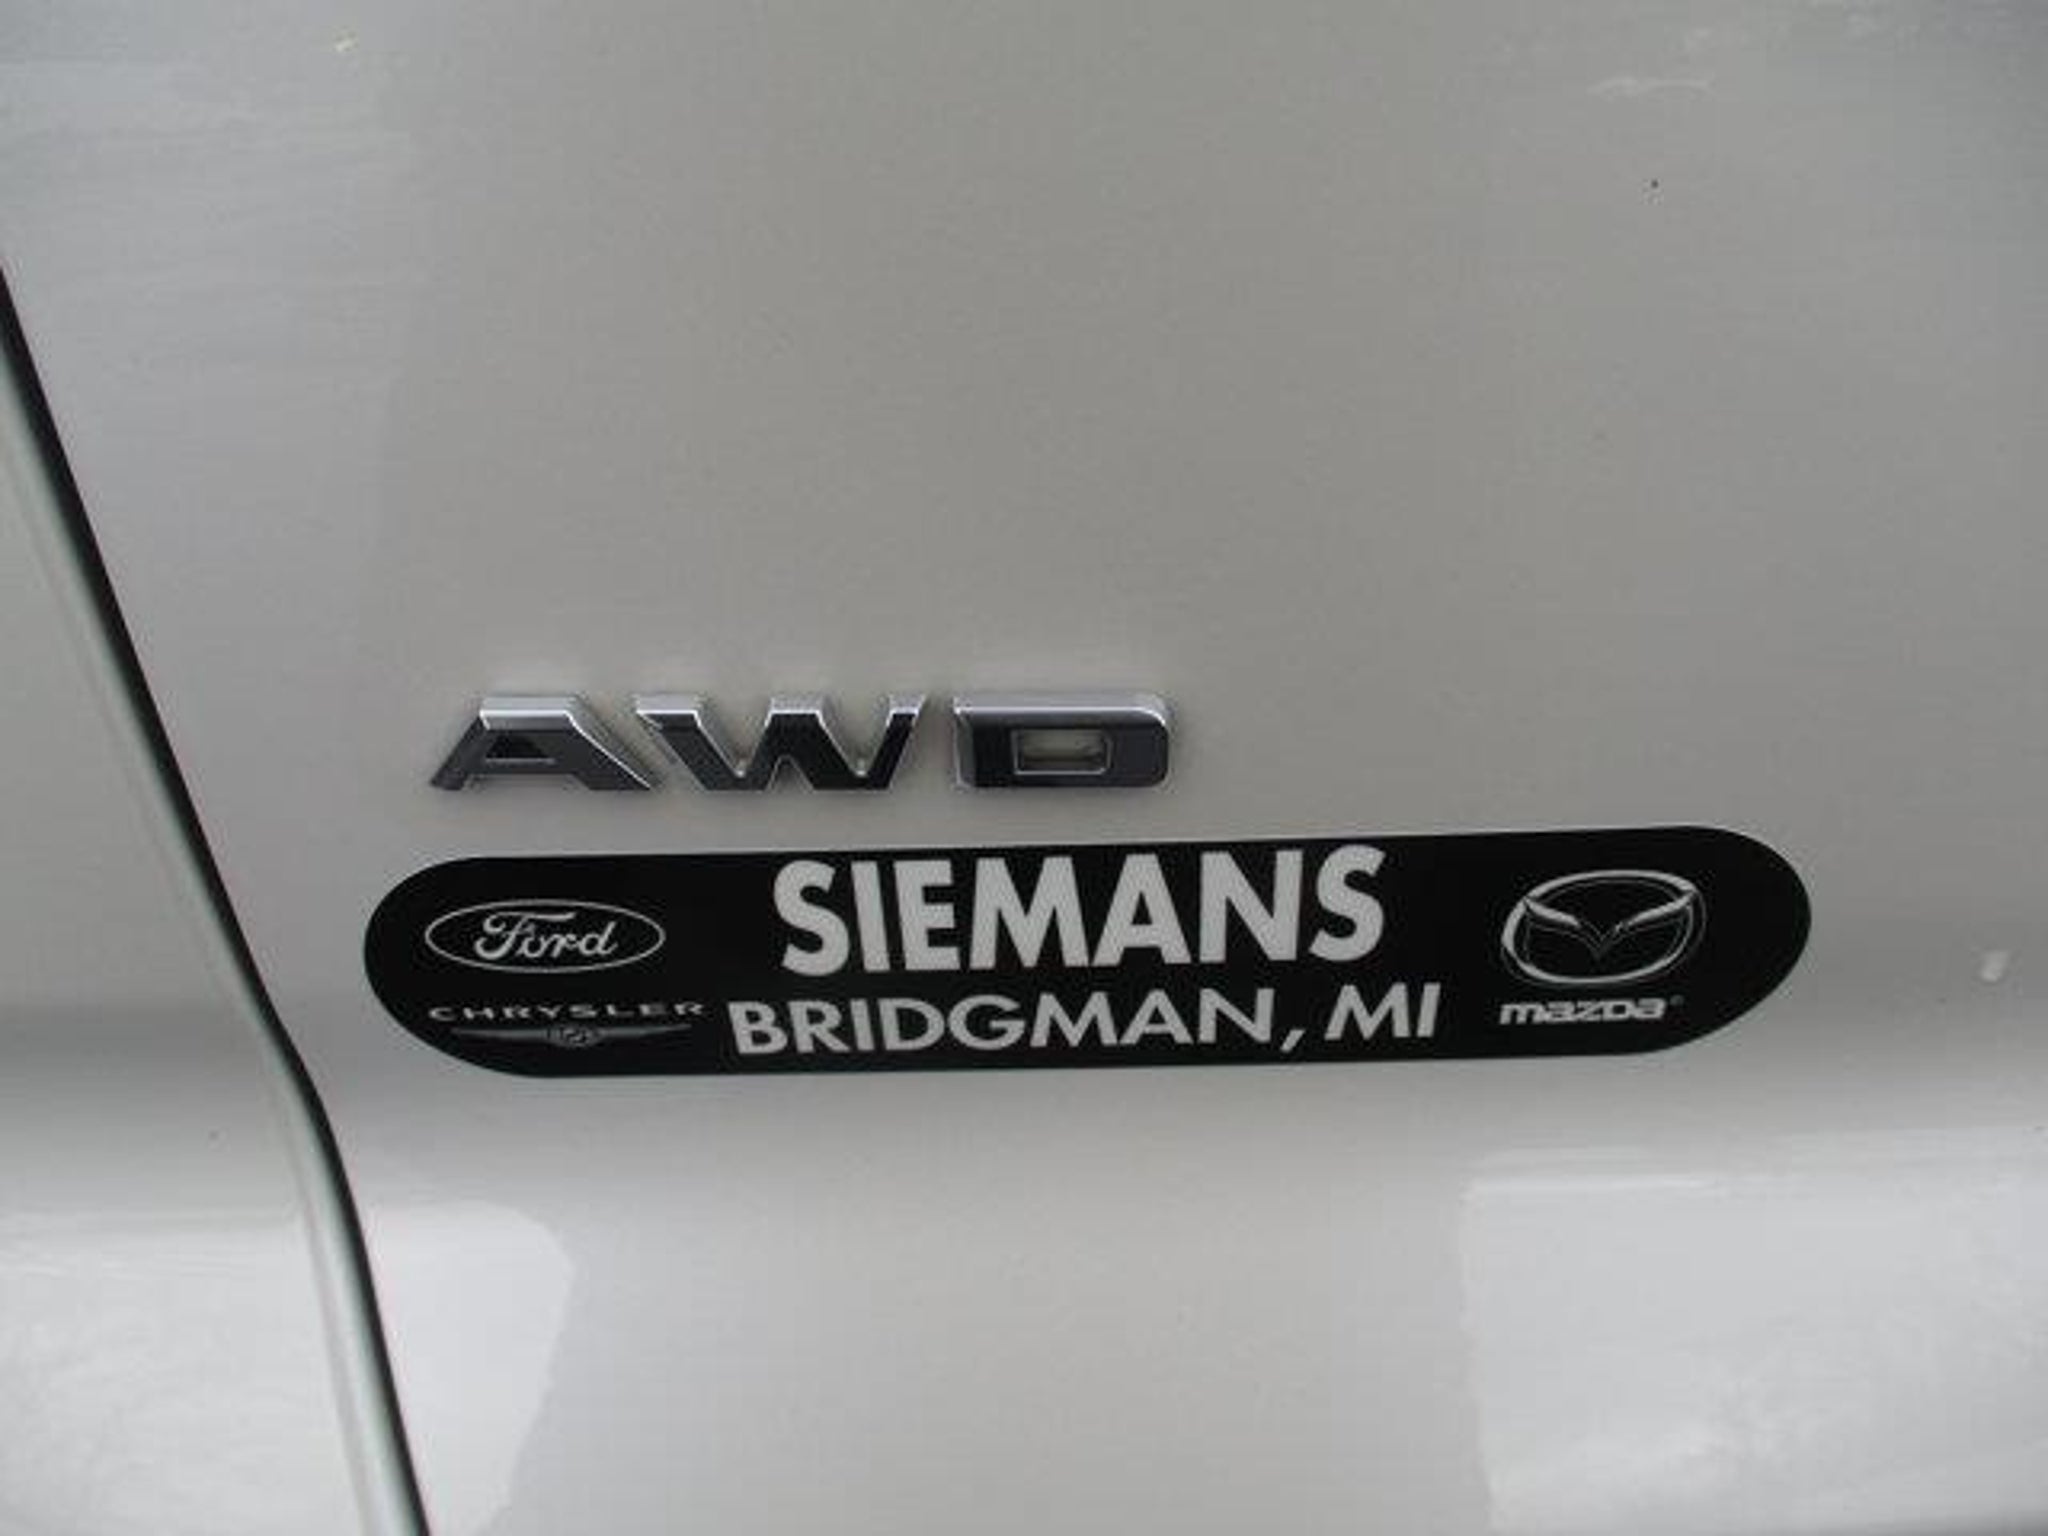 AWD
SIEMANS
BRIDGMAN, MI
Ford
CHRYSLER
mazda